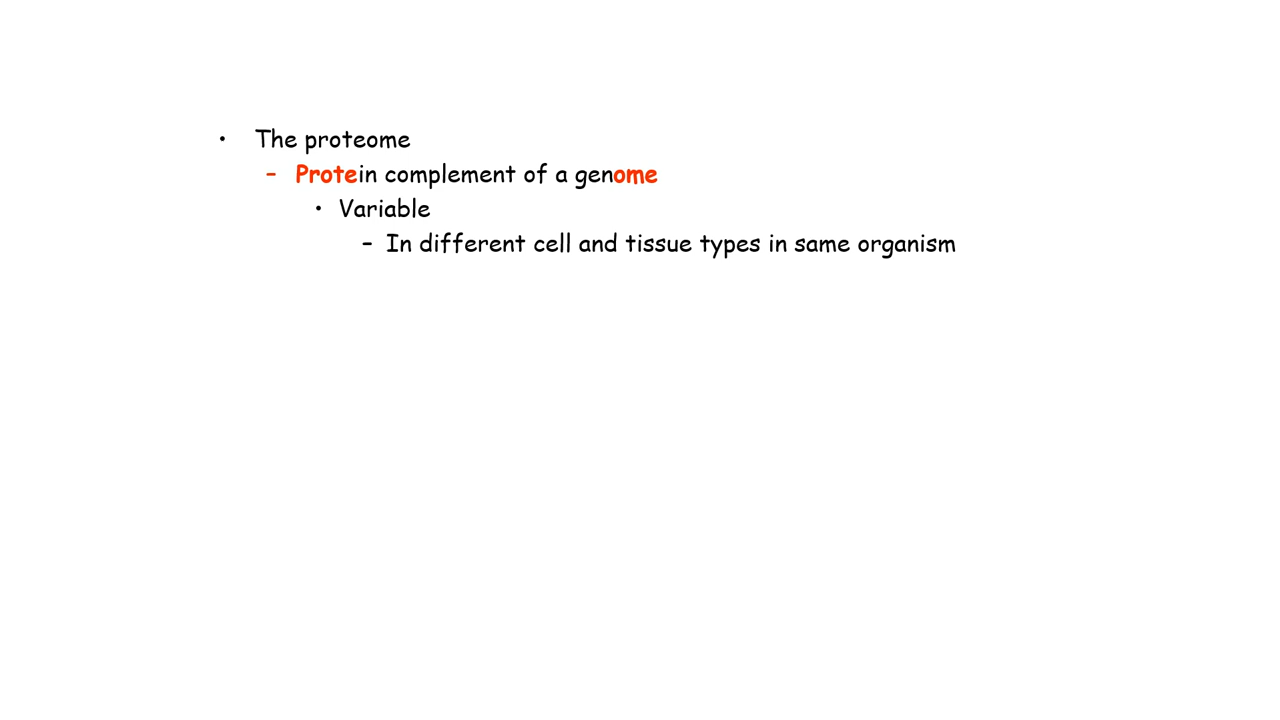 • The proteome
– Protein complement of a genome
• Variable
– In different cell and tissue types in same organism